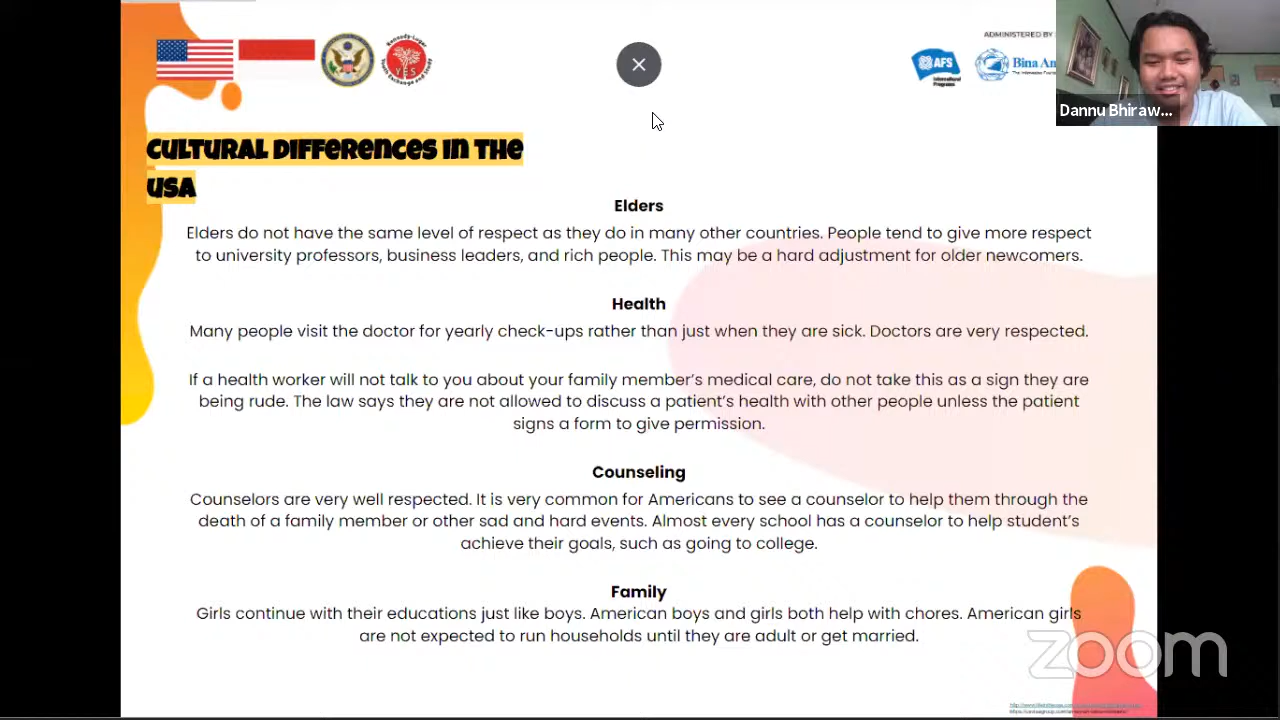 ADMINISTERED BY
YES
AFS
International
Programs
Bina An
Dannu Bhiraw...
CULTURAL DIFFERENCES IN THE
USA
Elders
Elders do not have the same level of respect as they do in many other countries. People tend to give more respect
to university professors, business leaders, and rich people. This may be a hard adjustment for older newcomers.
Health
Many people visit the doctor for yearly check-ups rather than just when they are sick. Doctors are very respected.
If a health worker will not talk to you about your family member's medical care, do not take this as a sign they are
being rude. The law says they are not allowed to discuss a patient's health with other people unless the patient
signs a form to give permission.
Counseling
Counselors are very well respected. It is very common for Americans to see a counselor to help them through the
death of a family member or other sad and hard events. Almost every school has a counselor to help student's
achieve their goals, such as going to college.
Family
Girls continue with their educations just like boys. American boys and girls both help with chores. American girls
are not expected to run households until they are adult or get married.
zoom